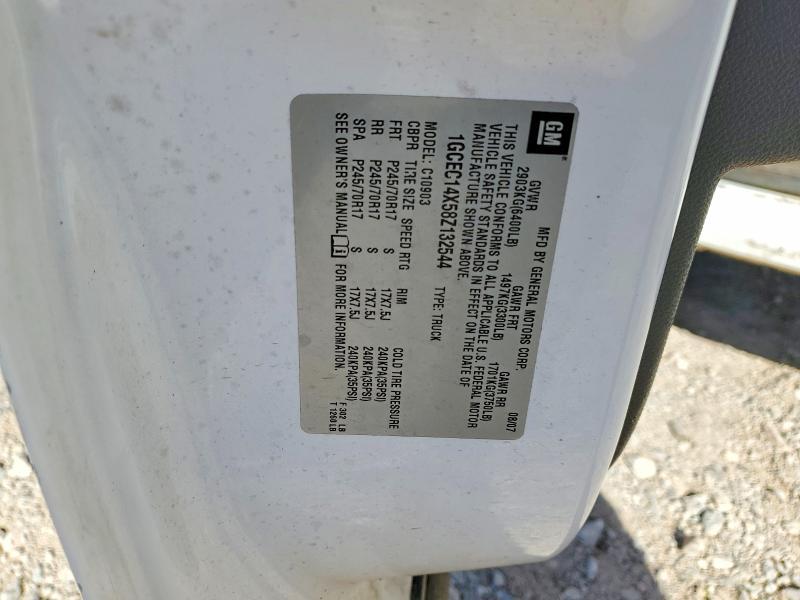 GM
MFD BY GENERAL MOTORS CORP. 08/07
GVWR GAWR FRT GAWR RR
2903KG(6400LB) 1497KG(3300LB) 1701KG(3750LB)
THIS VEHICLE CONFORMS TO ALL APPLICABLE U.S. FEDERAL MOTOR
VEHICLE SAFETY STANDARDS IN EFFECT ON THE DATE OF
MANUFACTURE SHOWN ABOVE.
1GCEC14X58Z132544 TYPE: TRUCK
MODEL: C10903
CBPR TIRE SIZE SPEED RTG RIM COLD TIRE PRESSURE
FRT P245/70R17 S 17X7.5J 240KPA(35PSI)
RR P245/70R17 S 17X7.5J 240KPA(35PSI)
SPA P245/70R17 S 17X7.5J 240KPA(35PSI)
SEE OWNER'S MANUAL FOR MORE INFORMATION.
F 302 LB
T 1260 LB